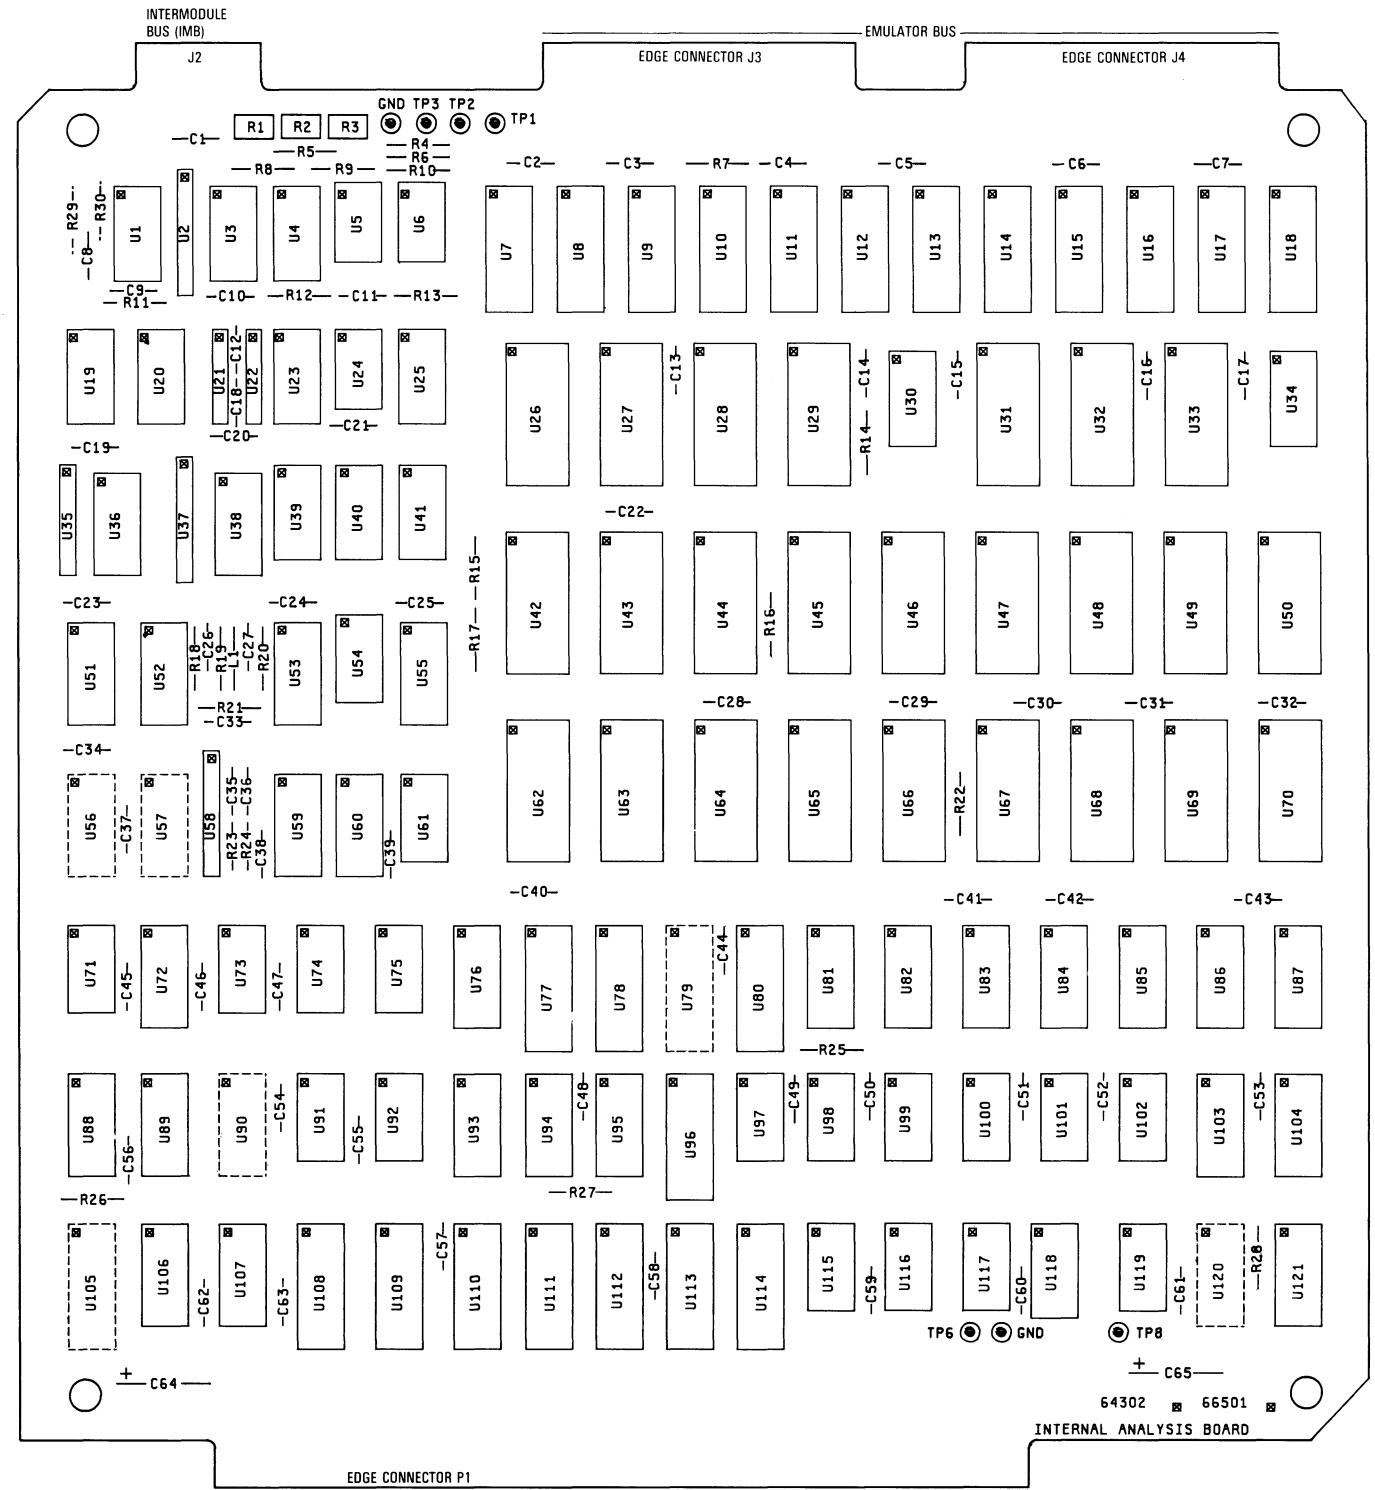 INTERMODULE
BUS (IMB)
J2
EMULATOR BUS
EDGE CONNECTOR J3
EDGE CONNECTOR J4
GND TP3 TP2
TP1
C1
R1 R2 R3
R4
R5
R6
R8 R9 R10
C2 C3 R7 C4 C5 C6 C7
R29 R30 C8
U1 U2 U3 U4 U5 U6 U7 U8 U9 U10 U11 U12 U13 U14 U15 U16 U17 U18
C9
R11
C10 R12 C11 R13
U19 U20 U21 C12 C18 U22 U23 U24 U25
U26 U27 C13 U28 U29 C14 R14 U30 C15 U31 U32 C16 U33 C17 U34
C20 C21
C19
U35 U36 U37 U38 U39 U40 U41
C22
R15 R17
U42 U43 U44 R16 U45 U46 U47 U48 U49 U50
C23 C24 C25
U51 U52 R18 C26 R19 L1 C27 R20 U53 U54 U55
R21
C33
C28 C29 C30 C31 C32
C34
U56 C37 U57 U58 C35 C36 R23 R24 C38 U59 U60 C39 U61
U62 U63 U64 U65 U66 R22 U67 U68 U69 U70
C40 C41 C42 C43
U71 C45 U72 C46 U73 C47 U74 U75 U76 U77 U78 U79 C44 U80 U81 U82 U83 U84 U85 U86 U87
R25
U88 C56 U89 U90 C54 U91 C55 U92 U93 U94 C48 U95 U96 U97 C49 U98 C50 U99 U100 C51 U101 C52 U102 U103 C53 U104
R26 R27
U105 U106 C62 U107 C63 U108 U109 C57 U110 U111 U112 C58 U113 U114 U115 C59 U116 U117 C60 U118 U119 C61 U120 R28 U121
TP6 GND TP8
+ C64
+ C65
64302 66501
INTERNAL ANALYSIS BOARD
EDGE CONNECTOR P1